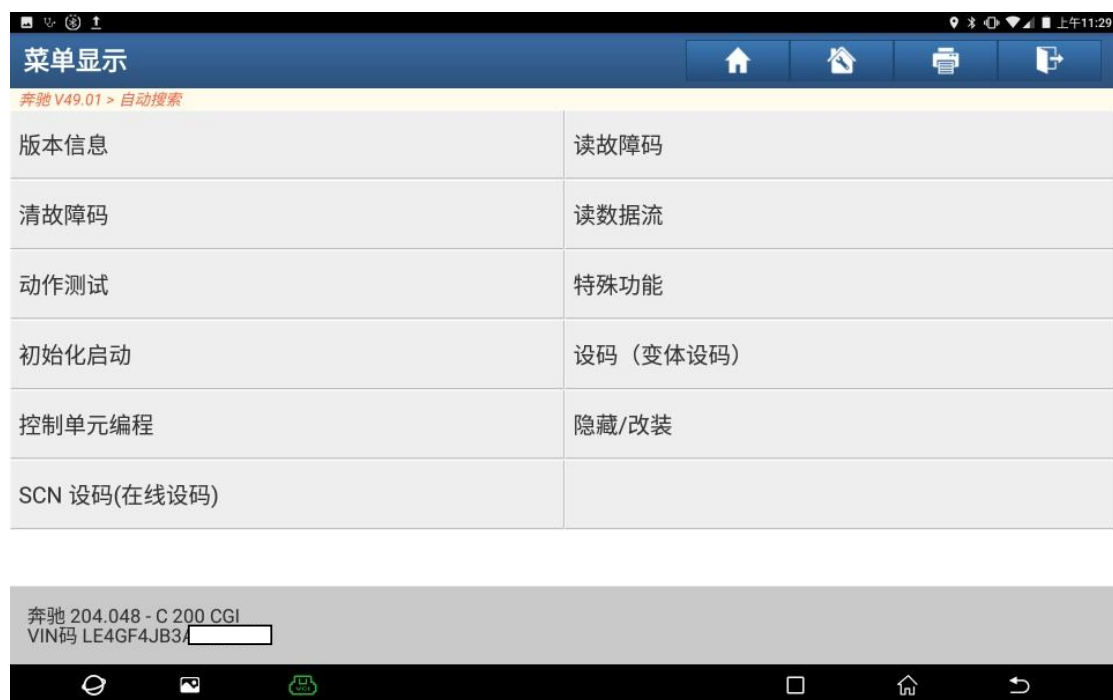 上午11:29
菜单显示
奔驰 V49.01 > 自动搜索
版本信息
读故障码
清故障码
读数据流
动作测试
特殊功能
初始化启动
设码（变体设码）
控制单元编程
隐藏/改装
SCN 设码(在线设码)
奔驰 204.048 - C 200 CGI
VIN码 LE4GF4JB3A
VCI